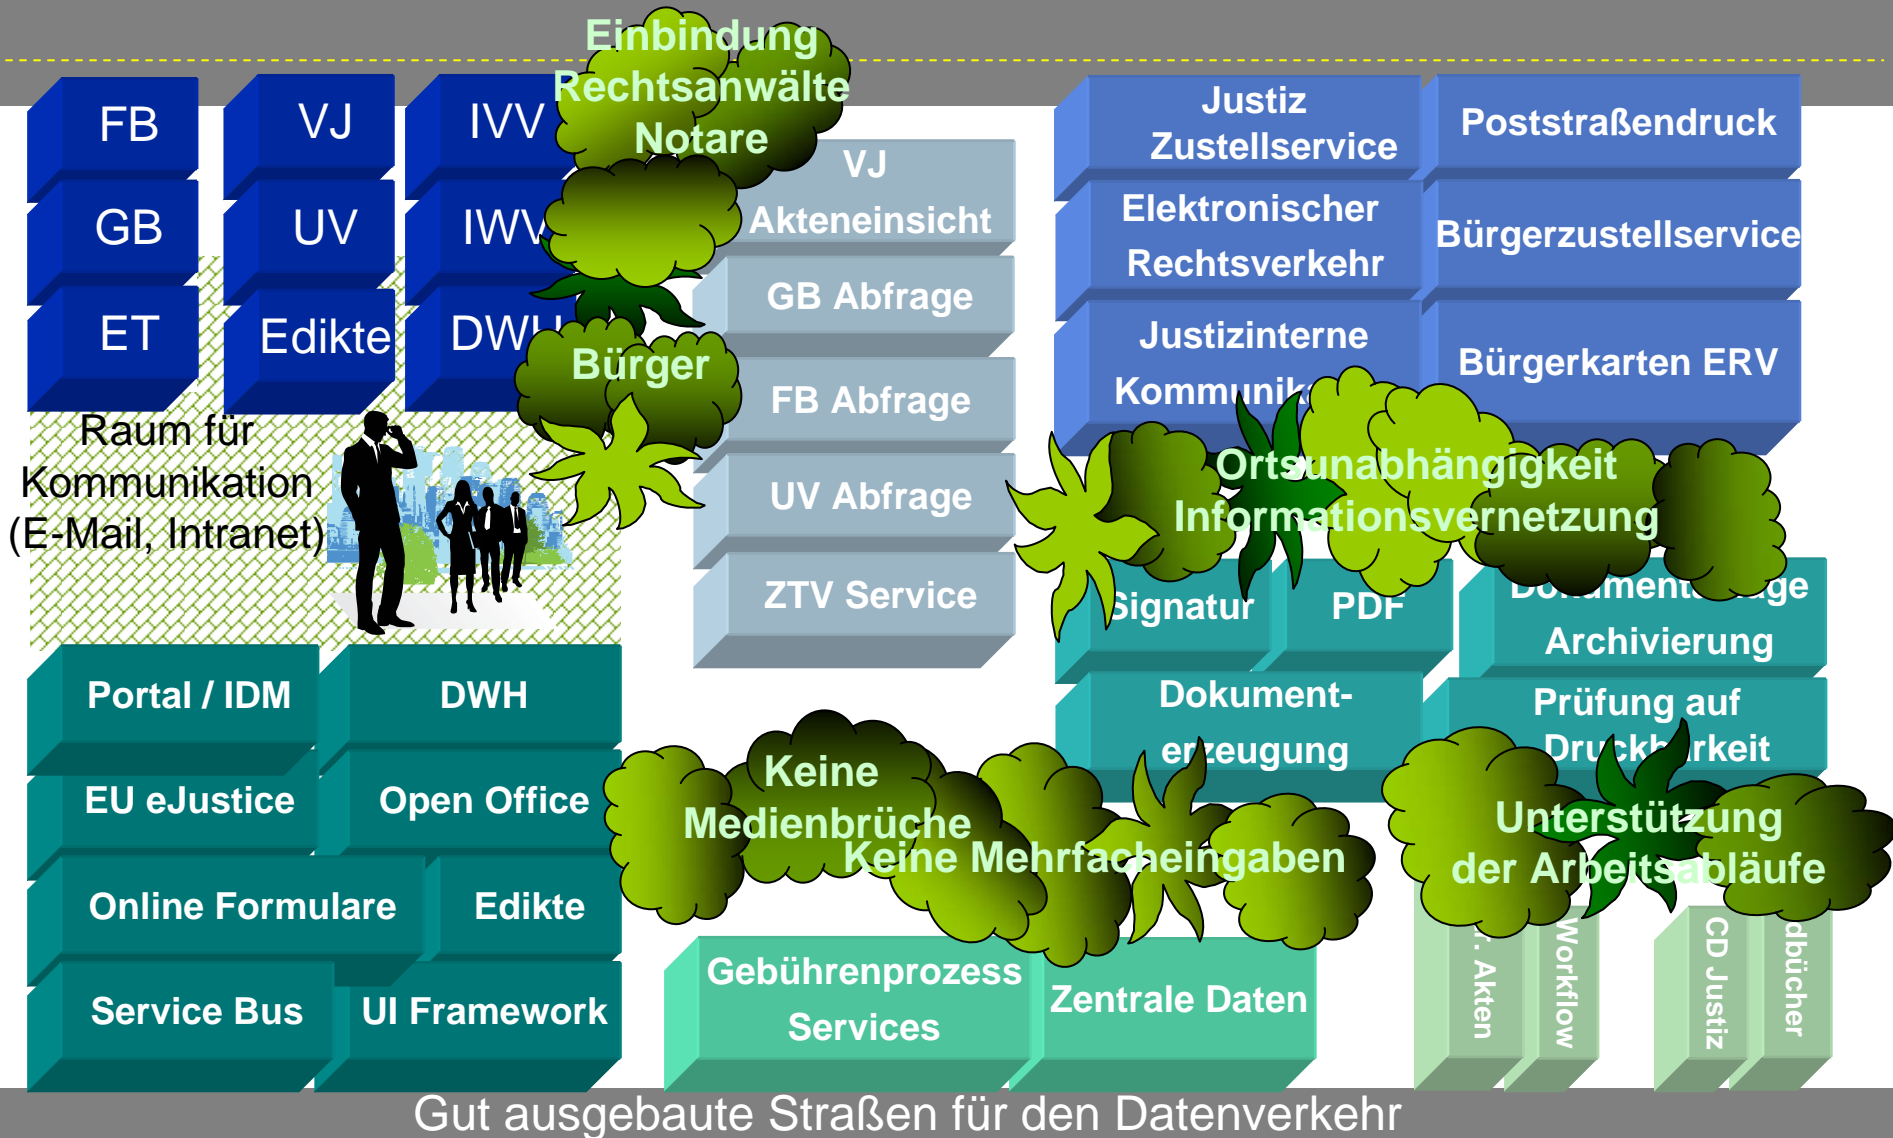 Einbindung
Rechtsanwälte
Notare
FB
VJ
IVV
GB
UV
IWV
ET
Edikte
DWH
Bürger
VJ
Akteneinsicht
GB Abfrage
FB Abfrage
UV Abfrage
ZTV Service
Justiz
Zustellservice
Poststraßendruck
Elektronischer
Rechtsverkehr
Bürgerzustellservice
Justizinterne
Bürgerkarten ERV
Raum für
Kommunikation
(E-Mail, Intranet)
Ortsunabhängigkeit
Informationsvernetzung
Signatur
PDF
Archivierung
Dokument-
erzeugung
Prüfung auf
Druckbarkeit
Portal / IDM
DWH
EU eJustice
Open Office
Online Formulare
Edikte
Service Bus
UI Framework
Keine
Medienbrüche
Keine Mehrfacheingaben
Unterstützung
der Arbeitsabläufe
Gebührenprozess
Services
Zentrale Daten
Akten
Workflow
CD Justiz
Gut ausgebaute Straßen für den Datenverkehr